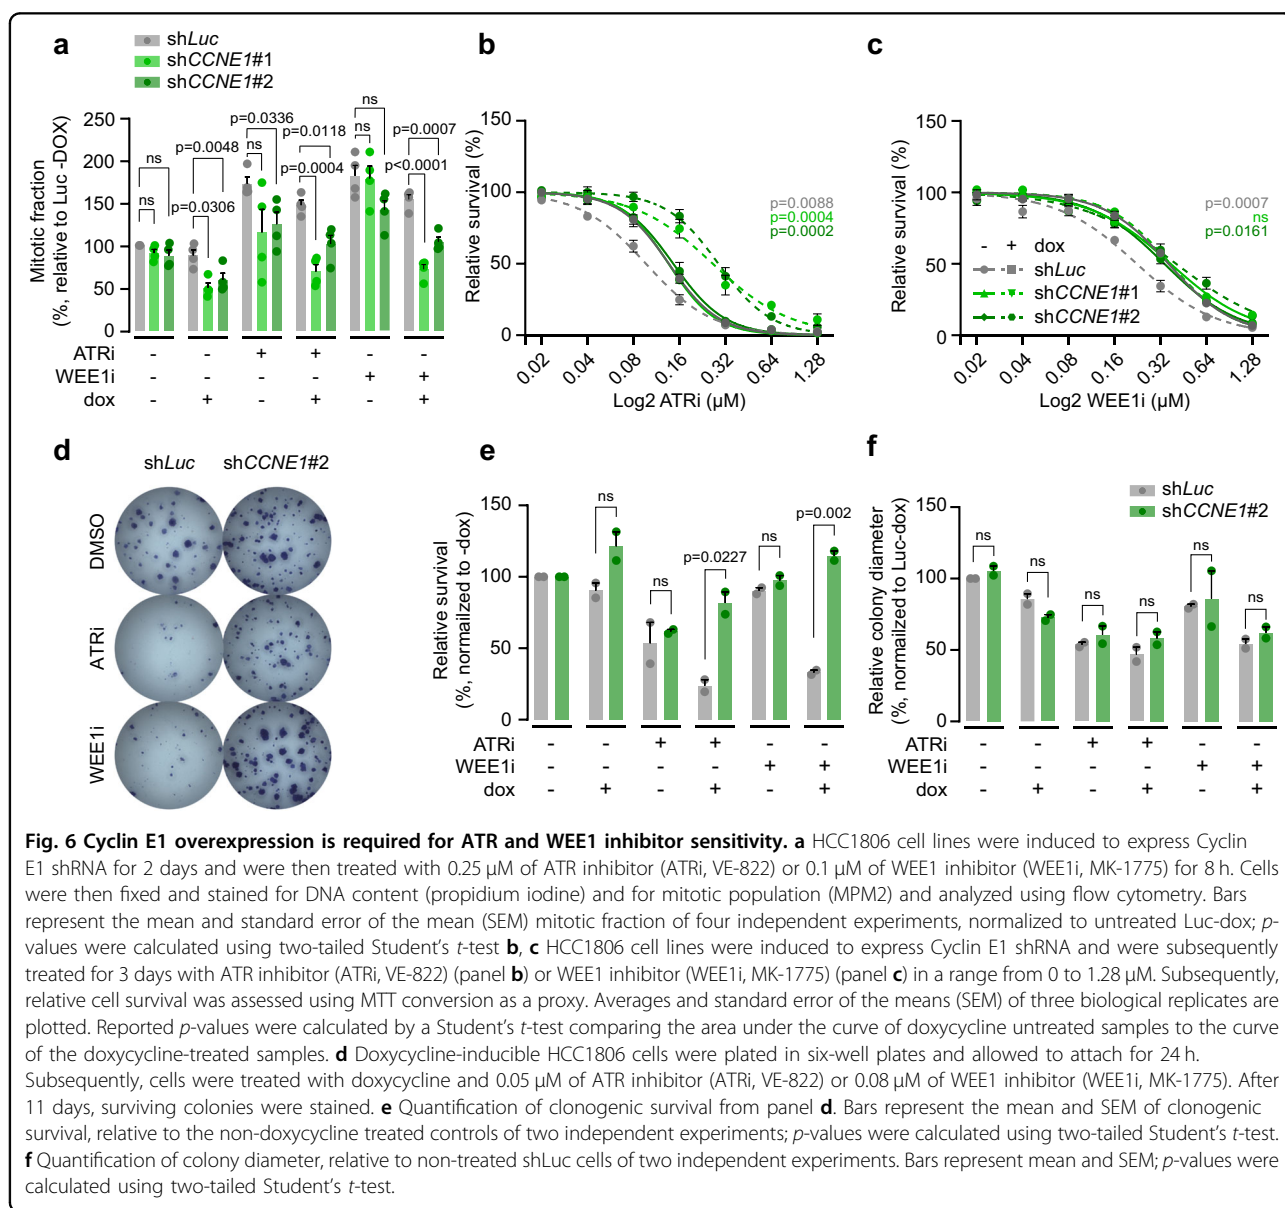 a
shLuc
shCCNE1#1
shCCNE1#2
Mitotic fraction
(%, relative to Luc -DOX)
250
200
150
100
50
0
ns
ns
p=0.0048
p=0.0306
p=0.0336
ns
p=0.0118
p=0.0004
ns
ns
p=0.0007
p<0.0001
ATRi - - + + - -
WEE1i - - - - + +
dox - + - + - +
b
Relative survival (%)
150
100
50
0
p=0.0088
p=0.0004
p=0.0002
0.02 0.04 0.08 0.16 0.32 0.64 1.28
Log2 ATRi (µM)
c
Relative survival (%)
150
100
50
0
p=0.0007
ns
p=0.0161
- + dox
shLuc
shCCNE1#1
shCCNE1#2
0.02 0.04 0.08 0.16 0.32 0.64 1.28
Log2 WEE1i (µM)
d
shLuc shCCNE1#2
DMSO
ATRi
WEE1i
e
Relative survival
(%, normalized to -dox)
150
100
50
0
ns
ns
p=0.0227
ns
p=0.002
ATRi - - + + - -
WEE1i - - - - + +
dox - + - + - +
f
shLuc
shCCNE1#2
Relative colony diameter
(%, normalized to Luc-dox)
150
100
50
0
ns
ns
ns
ns
ns
ns
ATRi - - + + - -
WEE1i - - - - + +
dox - + - + - +
Fig. 6 Cyclin E1 overexpression is required for ATR and WEE1 inhibitor sensitivity. a HCC1806 cell lines were induced to express Cyclin
E1 shRNA for 2 days and were then treated with 0.25 µM of ATR inhibitor (ATRi, VE-822) or 0.1 µM of WEE1 inhibitor (WEE1i, MK-1775) for 8 h. Cells
were then fixed and stained for DNA content (propidium iodine) and for mitotic population (MPM2) and analyzed using flow cytometry. Bars
represent the mean and standard error of the mean (SEM) mitotic fraction of four independent experiments, normalized to untreated Luc-dox; p-
values were calculated using two-tailed Student's t-test b, c HCC1806 cell lines were induced to express Cyclin E1 shRNA and were subsequently
treated for 3 days with ATR inhibitor (ATRi, VE-822) (panel b) or WEE1 inhibitor (WEE1i, MK-1775) (panel c) in a range from 0 to 1.28 µM. Subsequently,
relative cell survival was assessed using MTT conversion as a proxy. Averages and standard error of the means (SEM) of three biological replicates are
plotted. Reported p-values were calculated by a Student's t-test comparing the area under the curve of doxycycline untreated samples to the curve
of the doxycycline-treated samples. d Doxycycline-inducible HCC1806 cells were plated in six-well plates and allowed to attach for 24 h.
Subsequently, cells were treated with doxycycline and 0.05 µM of ATR inhibitor (ATRi, VE-822) or 0.08 µM of WEE1 inhibitor (WEE1i, MK-1775). After
11 days, surviving colonies were stained. e Quantification of clonogenic survival from panel d. Bars represent the mean and SEM of clonogenic
survival, relative to the non-doxycycline treated controls of two independent experiments; p-values were calculated using two-tailed Student's t-test.
f Quantification of colony diameter, relative to non-treated shLuc cells of two independent experiments. Bars represent mean and SEM; p-values were
calculated using two-tailed Student's t-test.